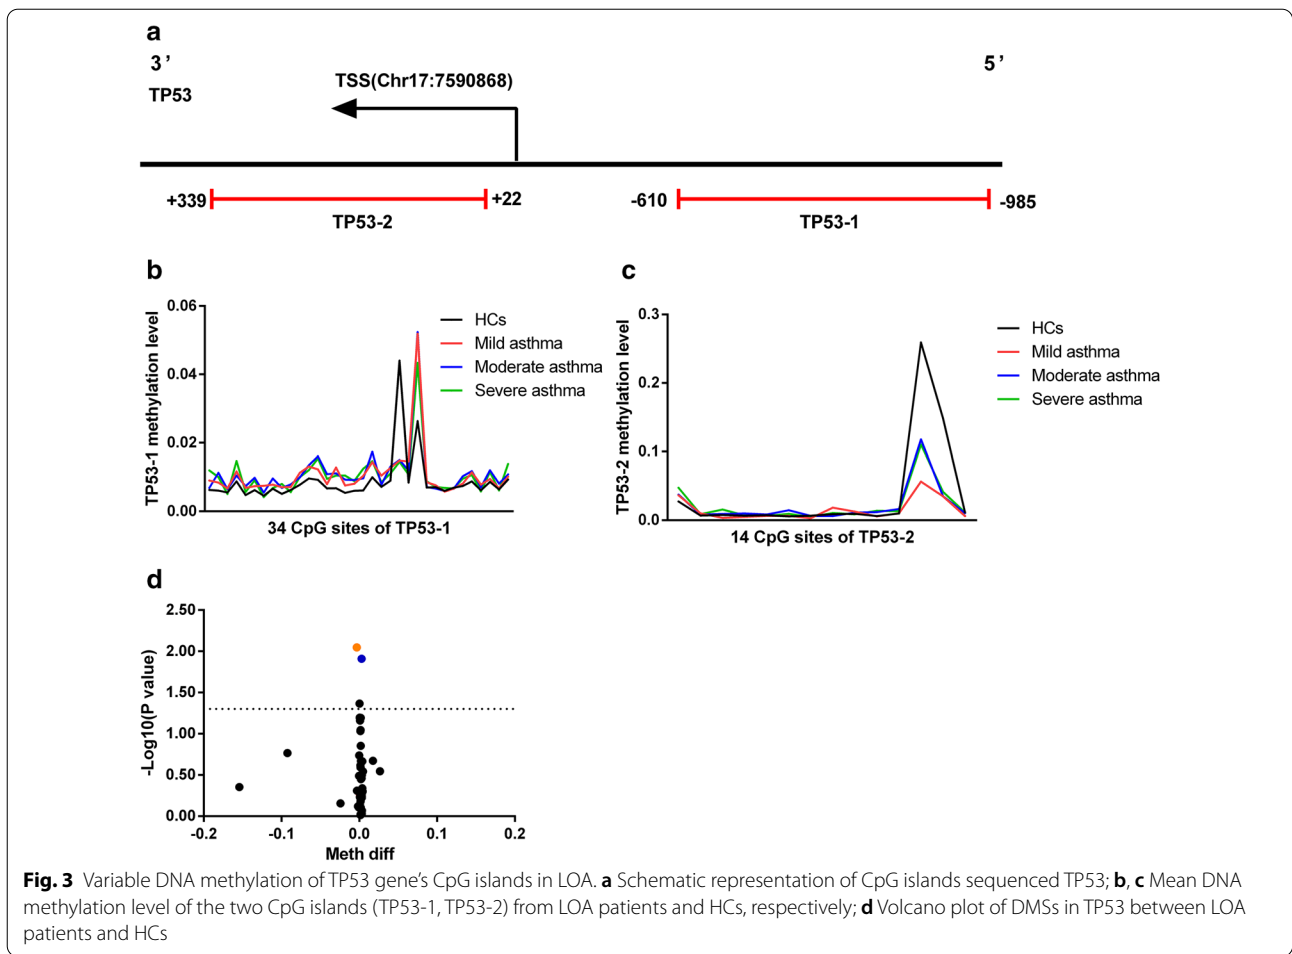 a
3’
5’
TP53
TSS(Chr17:7590868)
+339
+22
-610
-985
TP53-2
TP53-1
b
TP53-1 methylation level
0.06
0.04
0.02
0.00
34 CpG sites of TP53-1
HCs
Mild asthma
Moderate asthma
Severe asthma
c
TP53-2 methylation level
0.3
0.2
0.1
0.0
14 CpG sites of TP53-2
HCs
Mild asthma
Moderate asthma
Severe asthma
d
-Log10(P value)
2.50
2.00
1.50
1.00
0.50
0.00
-0.2
-0.1
0.0
0.1
0.2
Meth diff
Fig. 3 Variable DNA methylation of TP53 gene’s CpG islands in LOA. a Schematic representation of CpG islands sequenced TP53; b, c Mean DNA
methylation level of the two CpG islands (TP53-1, TP53-2) from LOA patients and HCs, respectively; d Volcano plot of DMSs in TP53 between LOA
patients and HCs